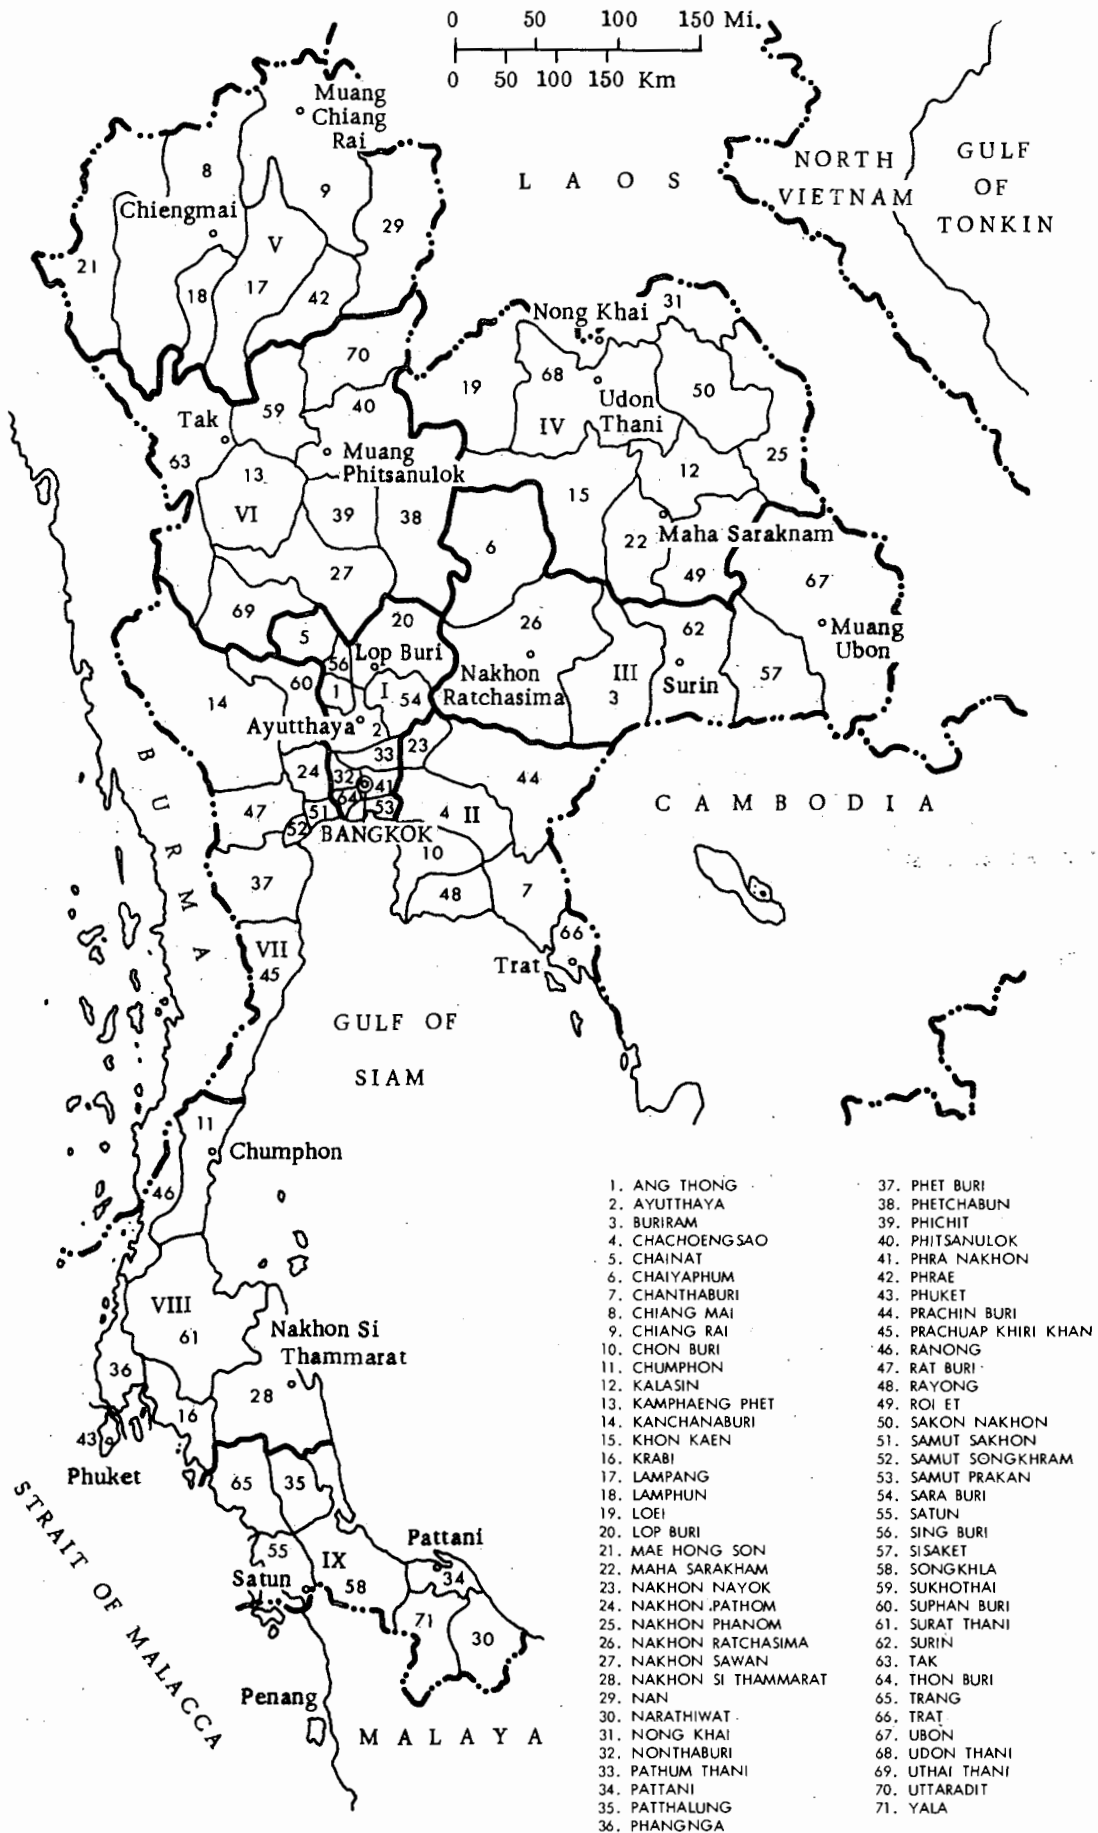 0 50 100 150 Mi.
0 50 100 150 Km
Muang
Chiang
Rai
NORTH
VIETNAM
GULF
OF
TONKIN
LAOS
8
9
29
Chiengmai
V
21
18
17
42
31
Nong Khai
70
19
68
50
Udon
Thani
59
40
IV
Tak
Muang
Phitsanulok
63
13
12
25
15
VI
39
38
6
22
Maha Saraknam
27
49
67
69
20
26
62
Muang
Ubon
5
Lop Buri
56
Nakhon
Ratchasima
III
3
Surin
57
14
60
1
I
54
Ayutthaya
2
33
23
24
32
41
44
CAMBODIA
47
51
64
53
4
II
52
BANGKOK
10
BURMA
37
48
7
66
VII
45
Trat
GULF OF
SIAM
11
Chumphon
46
VIII
61
Nakhon Si
Thammarat
36
28
16
43
Phuket
65
35
Pattani
55
IX
Satun
58
34
71
30
STRAIT OF MALACCA
Penang
MALAYA
1. ANG THONG
2. AYUTTHAYA
3. BURIRAM
4. CHACHOENGSAO
5. CHAINAT
6. CHAIYAPHUM
7. CHANTHABURI
8. CHIANG MAI
9. CHIANG RAI
10. CHON BURI
11. CHUMPHON
12. KALASIN
13. KAMPHAENG PHET
14. KANCHANABURI
15. KHON KAEN
16. KRABI
17. LAMPANG
18. LAMPHUN
19. LOEI
20. LOP BURI
21. MAE HONG SON
22. MAHA SARAKHAM
23. NAKHON NAYOK
24. NAKHON PATHOM
25. NAKHON PHANOM
26. NAKHON RATCHASIMA
27. NAKHON SAWAN
28. NAKHON SI THAMMARAT
29. NAN
30. NARATHIWAT
31. NONG KHAI
32. NONTHABURI
33. PATHUM THANI
34. PATTANI
35. PATTHALUNG
36. PHANGNGA
37. PHET BURI
38. PHETCHABUN
39. PHICHIT
40. PHITSANULOK
41. PHRA NAKHON
42. PHRAE
43. PHUKET
44. PRACHIN BURI
45. PRACHUAP KHIRI KHAN
46. RANONG
47. RAT BURI
48. RAYONG
49. ROI ET
50. SAKON NAKHON
51. SAMUT SAKHON
52. SAMUT SONGKHRAM
53. SAMUT PRAKAN
54. SARA BURI
55. SATUN
56. SING BURI
57. SISAKET
58. SONGKHLA
59. SUKHOTHAI
60. SUPHAN BURI
61. SURAT THANI
62. SURIN
63. TAK
64. THON BURI
65. TRANG
66. TRAT
67. UBON
68. UDON THANI
69. UTHAI THANI
70. UTTARADIT
71. YALA